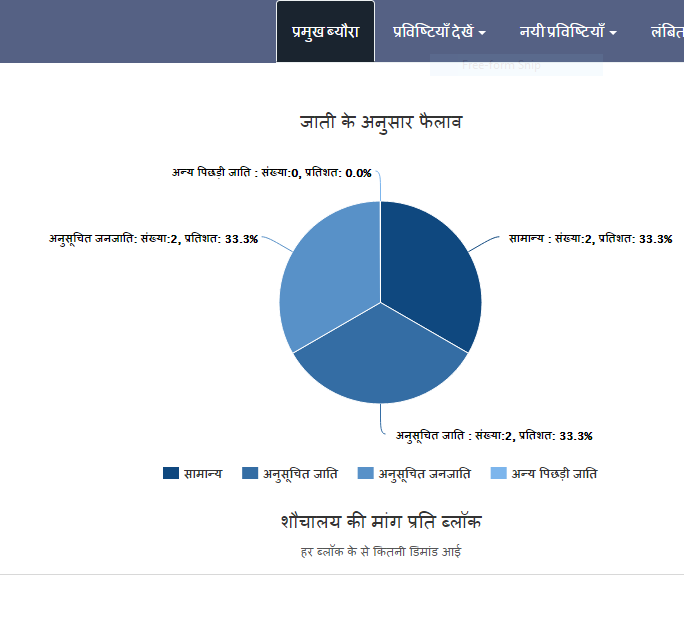 प्रमुख ब्यौरा प्रविष्टियाँ देखें नयी प्रविष्टियाँ लंबित
Free-form Snip
जाती के अनुसार फैलाव
अन्य पिछड़ी जाति : संख्या:0, प्रतिशत: 0.0%
अनुसूचित जनजाति: संख्या:2, प्रतिशत: 33.3% सामान्य : संख्या:2, प्रतिशत: 33.3%
अनुसूचित जाति : संख्या:2, प्रतिशत: 33.3%
सामान्य अनुसूचित जाति अनुसूचित जनजाति अन्य पिछड़ी जाति
शौचालय की मांग प्रति ब्लॉक
हर ब्लॉक के से कितनी डिमांड आई